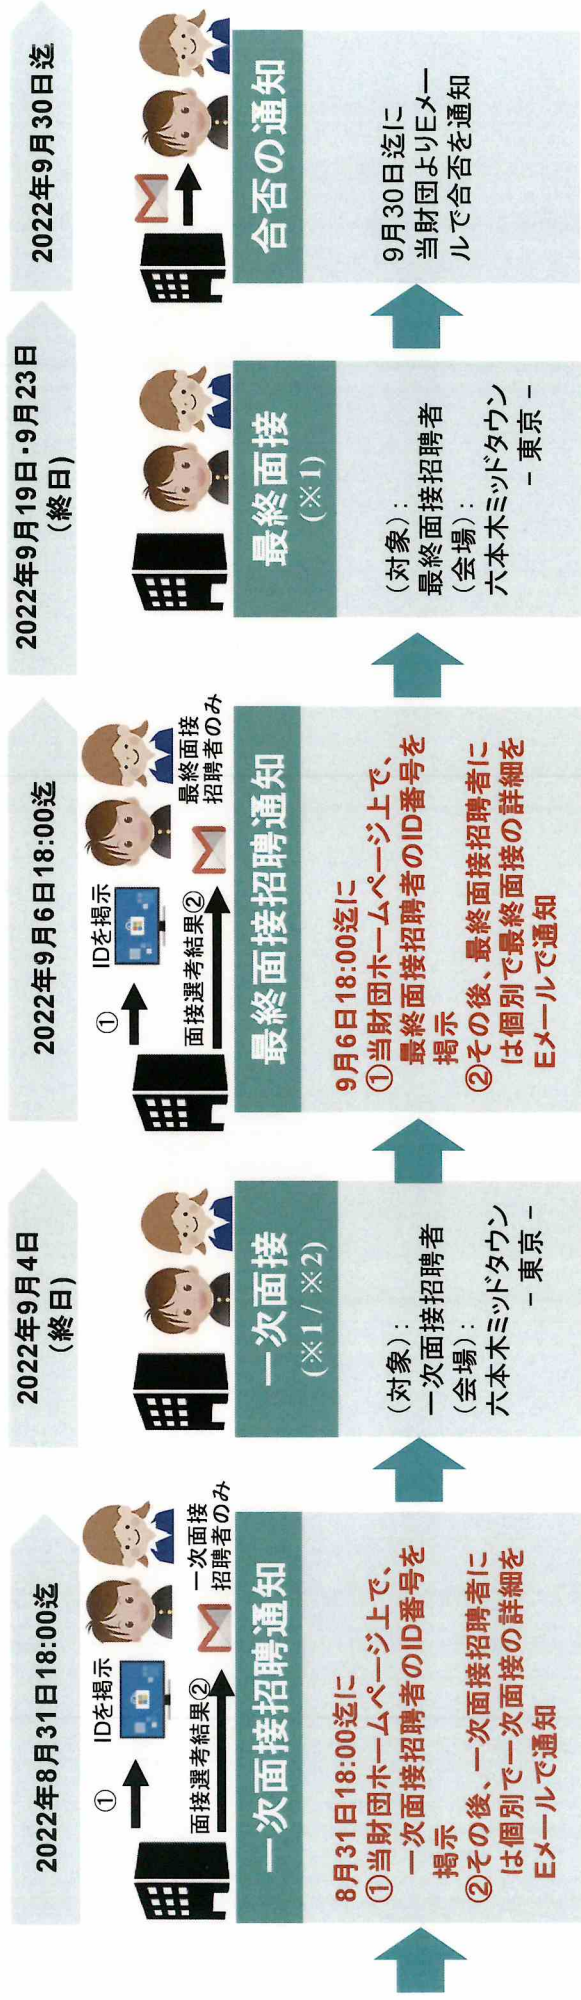 2022年8月31日18:00迄
①
IDを掲示
面接選考結果②
一次面接
招聘者のみ
一次面接招聘通知
8月31日18:00迄に
①当財団ホームページ上で、
一次面接招聘者のID番号を
掲示
②その後、一次面接招聘者に
は個別で一次面接の詳細を
Eメールで通知
2022年9月4日
(終日)
一次面接
(※1 / ※2)
(対象):
一次面接招聘者
(会場):
六本木ミッドタウン
- 東京 -
2022年9月6日18:00迄
①
IDを掲示
面接選考結果②
最終面接
招聘者のみ
最終面接招聘通知
9月6日18:00迄に
①当財団ホームページ上で、
最終面接招聘者のID番号を
掲示
②その後、最終面接招聘者に
は個別で最終面接の詳細を
Eメールで通知
2022年9月19日・9月23日
(終日)
最終面接
(※1)
(対象):
最終面接招聘者
(会場):
六本木ミッドタウン
- 東京 -
2022年9月30日迄
合否の通知
9月30日迄に
当財団よりEメー
ルで合否を通知